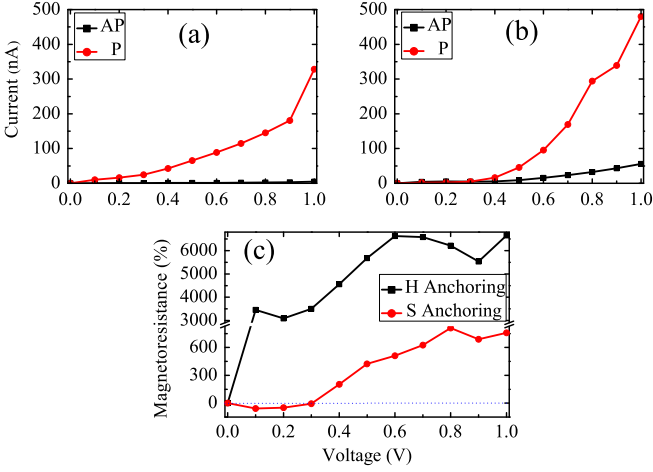 500
400
300
200
100
0
Current (nA)
AP
P
(a)
0.0 0.2 0.4 0.6 0.8 1.0
500
400
300
200
100
0
AP
P
(b)
0.0 0.2 0.4 0.6 0.8 1.0
Magnetoresistance (%)
6000
5000
4000
3000
600
300
0
(c)
H Anchoring
S Anchoring
0.0 0.2 0.4 0.6 0.8 1.0
Voltage (V)